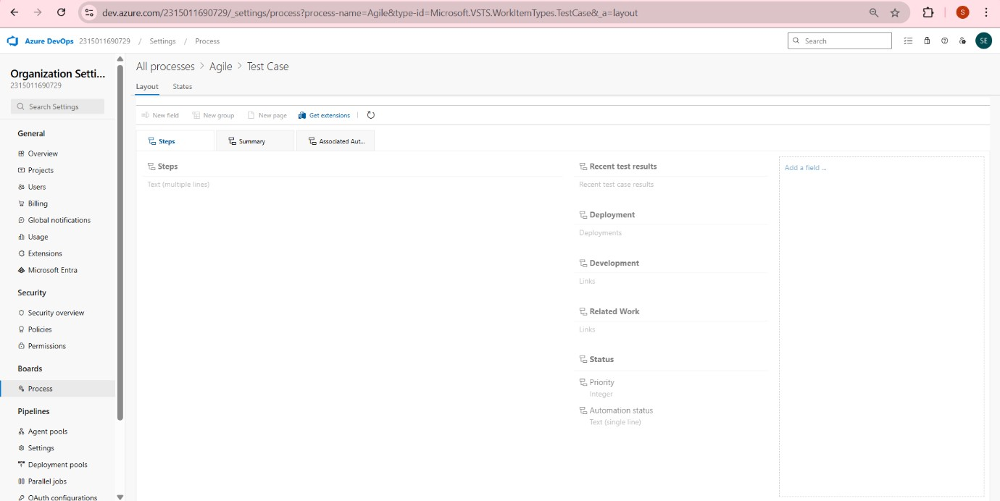 dev.azure.com/2315011690729/_settings/process?process-name=Agile&type-id=Microsoft.VSTS.WorkItemTypes.TestCase&_a=layout
S
Azure DevOps 2315011690729 / Settings / Process
Search
SE
Organization Setti...
2315011690729
Search Settings
General
Overview
Projects
Users
Billing
Global notifications
Usage
Extensions
Microsoft Entra
Security
Security overview
Policies
Permissions
Boards
Process
Pipelines
Agent pools
Settings
Deployment pools
Parallel jobs
OAuth configurations
All processes > Agile > Test Case
Layout States
New field New group New page Get extensions
Steps Summary Associated Aut...
Steps
Text (multiple lines)
Recent test results
Recent test case results
Deployment
Deployments
Development
Links
Related Work
Links
Status
Priority
Integer
Automation status
Text (single line)
Add a field ...